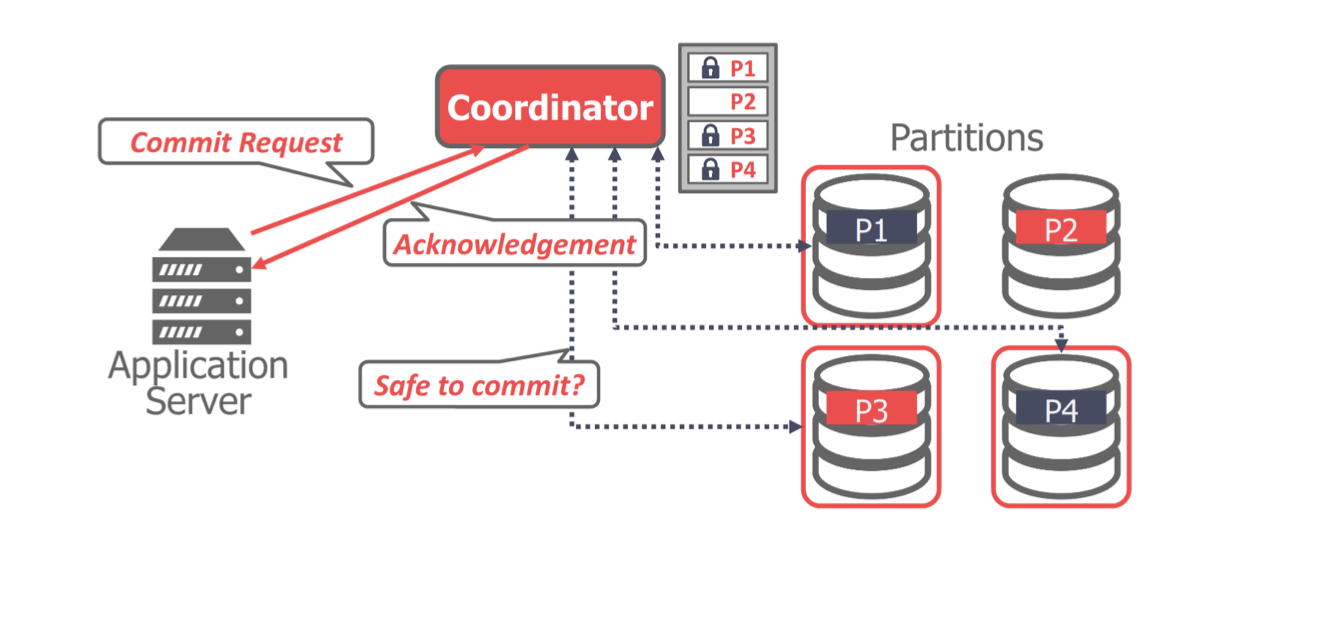 Coordinator
P1
P2
P3
P4
Commit Request
Partitions
Acknowledgement
P1
P2
Application
Server
Safe to commit?
P3
P4